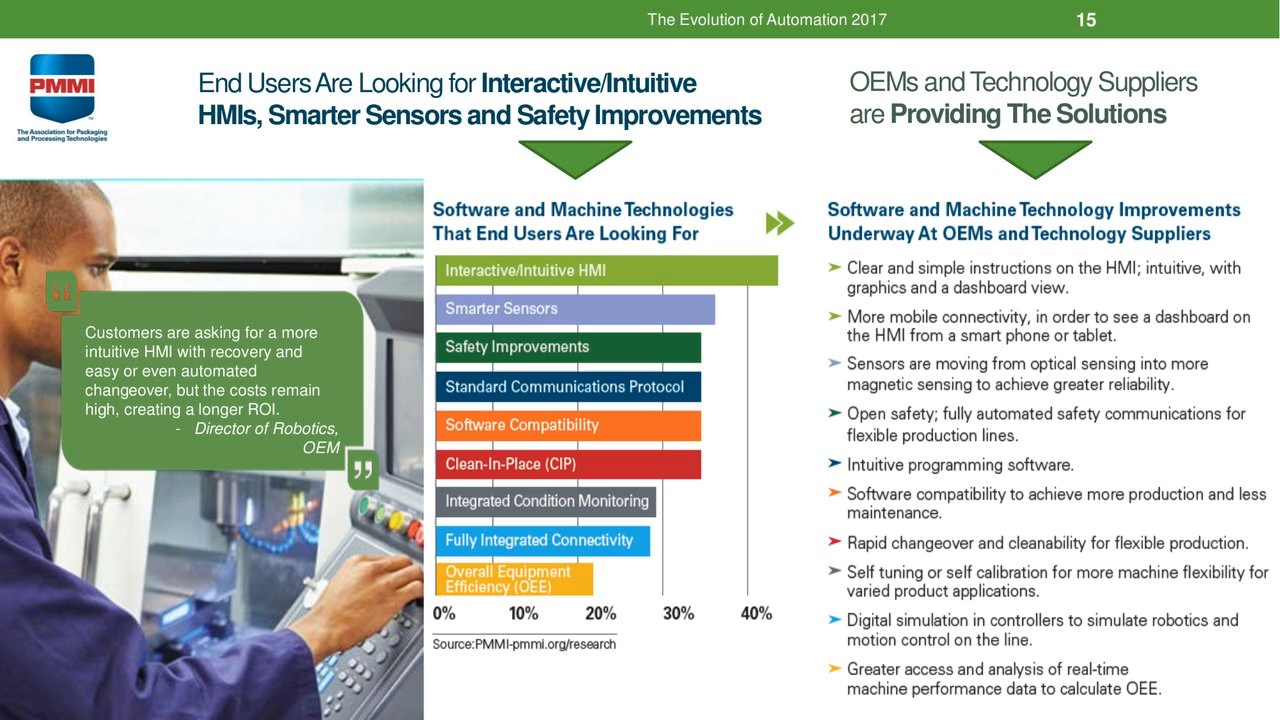 The Evolution of Automation 2017
15
PMMI
TM
The Association for Packaging
and Processing Technologies
End Users Are Looking for Interactive/Intuitive
HMIs, Smarter Sensors and Safety Improvements
OEMs and Technology Suppliers
are Providing The Solutions
“
Customers are asking for a more
intuitive HMI with recovery and
easy or even automated
changeover, but the costs remain
high, creating a longer ROI.
- Director of Robotics,
OEM
”
Software and Machine Technologies
That End Users Are Looking For
Interactive/Intuitive HMI
Smarter Sensors
Safety Improvements
Standard Communications Protocol
Software Compatibility
Clean-In-Place (CIP)
Integrated Condition Monitoring
Fully Integrated Connectivity
Overall Equipment
Efficiency (OEE)
0% 10% 20% 30% 40%
Source:PMMI-pmmi.org/research
Software and Machine Technology Improvements
Underway At OEMs and Technology Suppliers
➤ Clear and simple instructions on the HMI; intuitive, with
graphics and a dashboard view.
➤ More mobile connectivity, in order to see a dashboard on
the HMI from a smart phone or tablet.
➤ Sensors are moving from optical sensing into more
magnetic sensing to achieve greater reliability.
➤ Open safety; fully automated safety communications for
flexible production lines.
➤ Intuitive programming software.
➤ Software compatibility to achieve more production and less
maintenance.
➤ Rapid changeover and cleanability for flexible production.
➤ Self tuning or self calibration for more machine flexibility for
varied product applications.
➤ Digital simulation in controllers to simulate robotics and
motion control on the line.
➤ Greater access and analysis of real-time
machine performance data to calculate OEE.